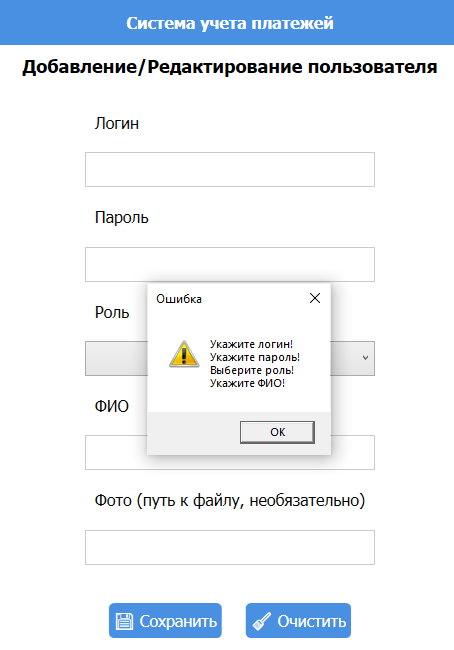 Система учета платежей
Добавление/Редактирование пользователя
Логин
Пароль
Роль
Ошибка
Укажите логин!
Укажите пароль!
Выберите роль!
Укажите ФИО!
OK
ФИО
Фото (путь к файлу, необязательно)
Сохранить
Очистить